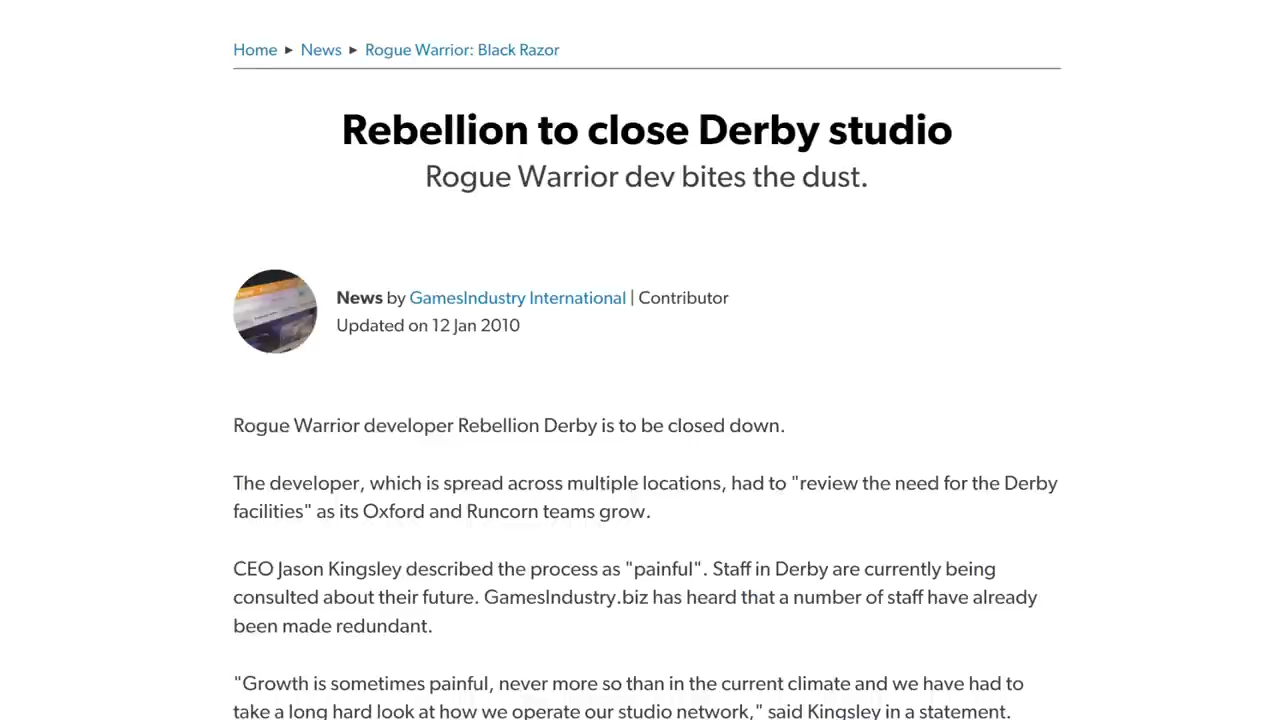 Home ▸ News ▸ Rogue Warrior: Black Razor
Rebellion to close Derby studio
Rogue Warrior dev bites the dust.
News by GamesIndustry International | Contributor
Updated on 12 Jan 2010
Rogue Warrior developer Rebellion Derby is to be closed down.
The developer, which is spread across multiple locations, had to "review the need for the Derby
facilities" as its Oxford and Runcorn teams grow.
CEO Jason Kingsley described the process as "painful". Staff in Derby are currently being
consulted about their future. GamesIndustry.biz has heard that a number of staff have already
been made redundant.
"Growth is sometimes painful, never more so than in the current climate and we have had to
take a long hard look at how we operate our studio network," said Kingsley in a statement.